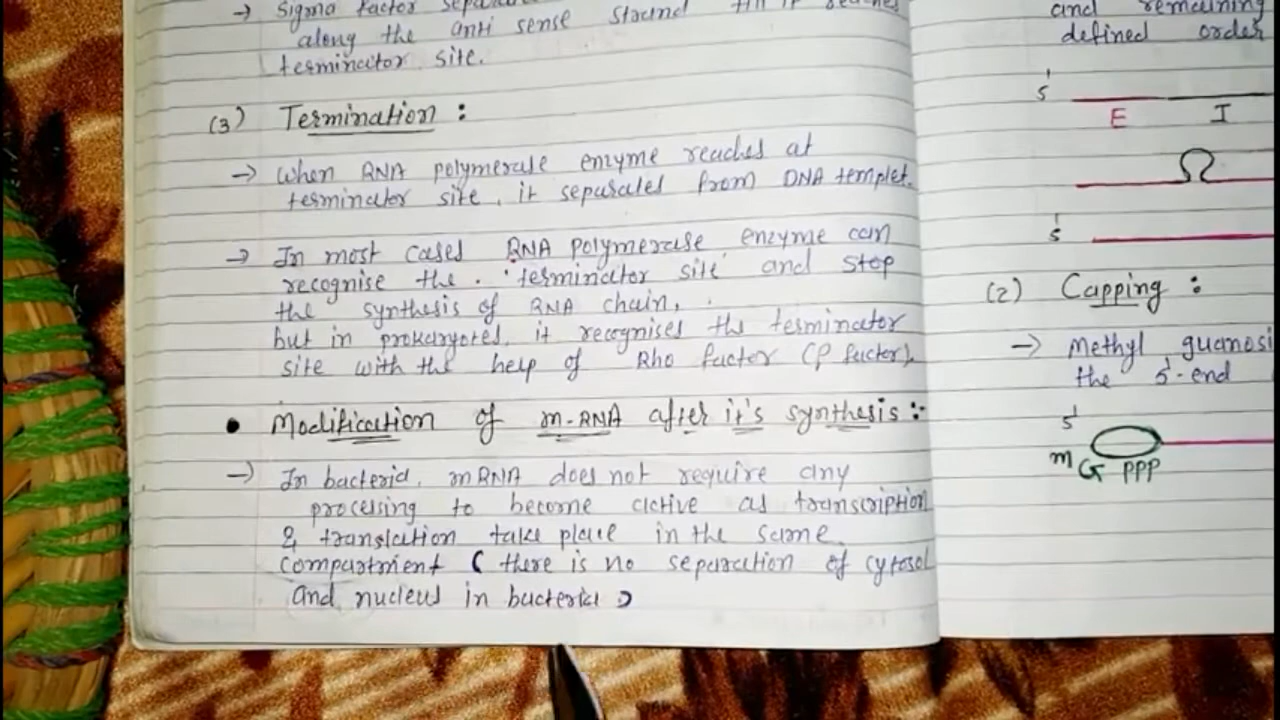 → Sigma factor
along the anti sense strand till it reaches
terminator site.
(3) Termination :
→ When RNA polymerase enzyme reaches at
terminator site, it separates from DNA templet.
→ In most cases RNA polymerase enzyme can
recognise the terminator site and stop
the synthesis of RNA chain,
but in prokaryotes, it recognises the terminator
site with the help of Rho factor (ρ factor).
• Modification of m-RNA after it's synthesis :-
→ In bacteria, mRNA does not require any
processing to become active as transcription
& translation take place in the same
compartment ( there is no separation of cytosol
and nucleus in bacteria )
and remaining
defined order
5'
E I
5'
(2) Capping :
→ Methyl guanosi
the 5'-end
5'
mG PPP